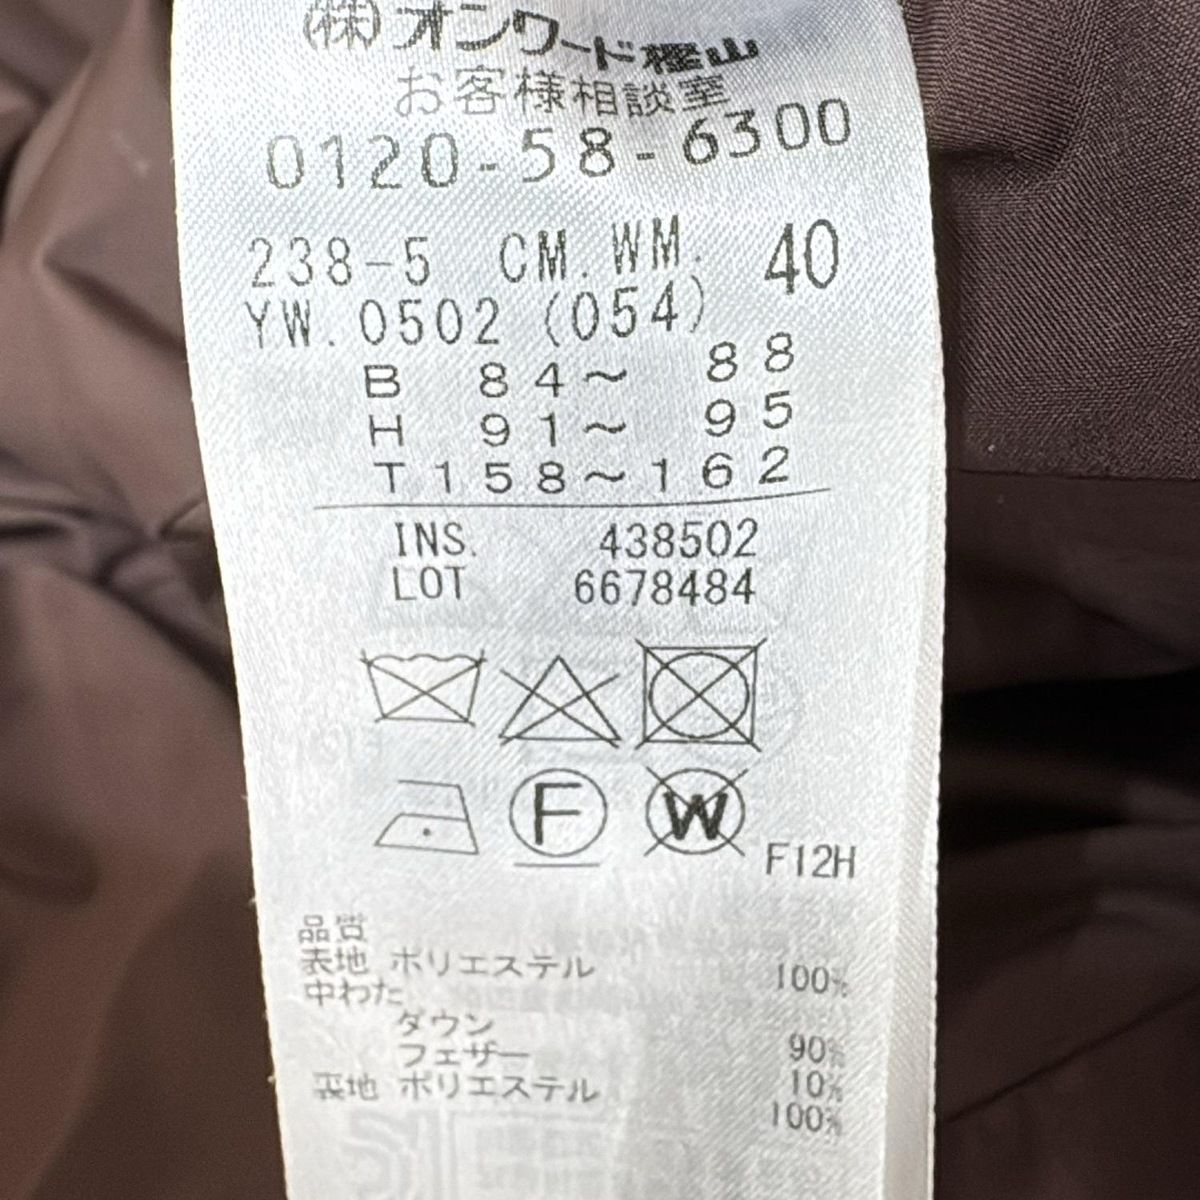 (株)オンワード樫山
お客様相談室
0120-58-6300
238-5 CM.WM. 40
YW.0502(054)
B 84~ 88
H 91~ 95
T158~162
INS. 438502
LOT 6678484
F
W
F12H
品質
表地 ポリエステル 100%
中わた
ダウン 90%
フェザー 10%
裏地 ポリエステル 100%